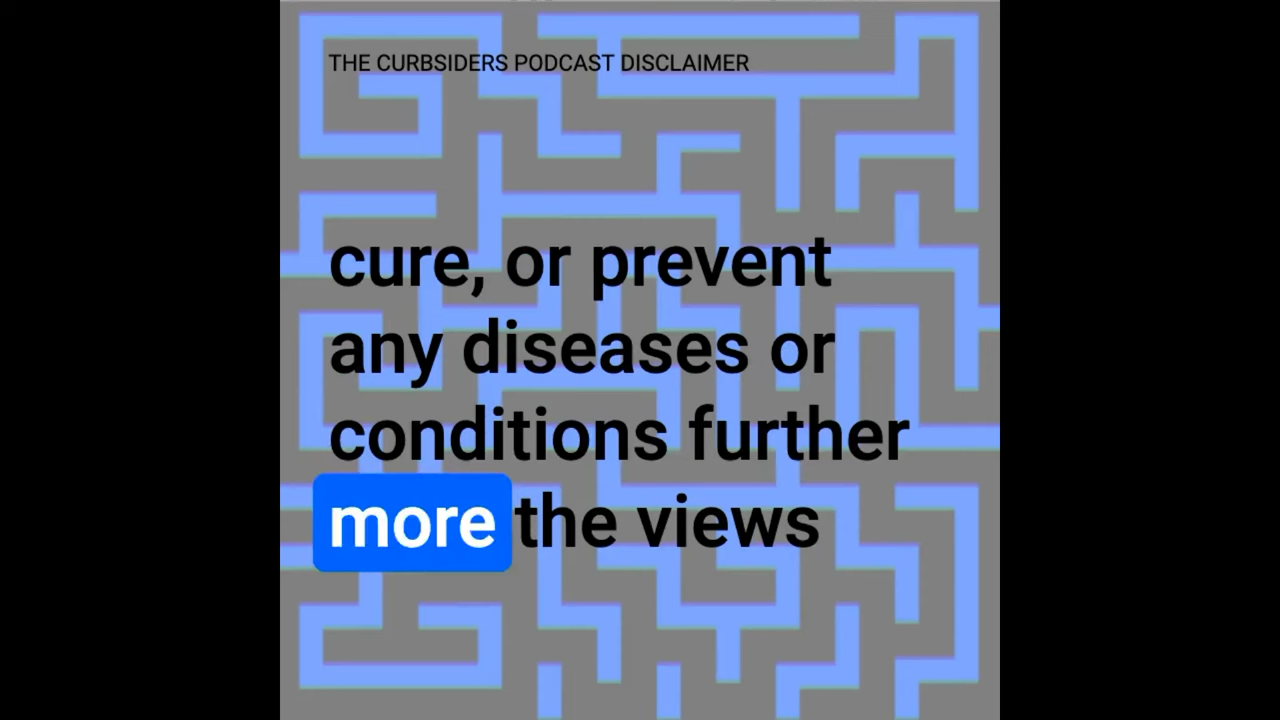 THE CURBSIDERS PODCAST DISCLAIMER
cure, or prevent
any diseases or
conditions further
more the views